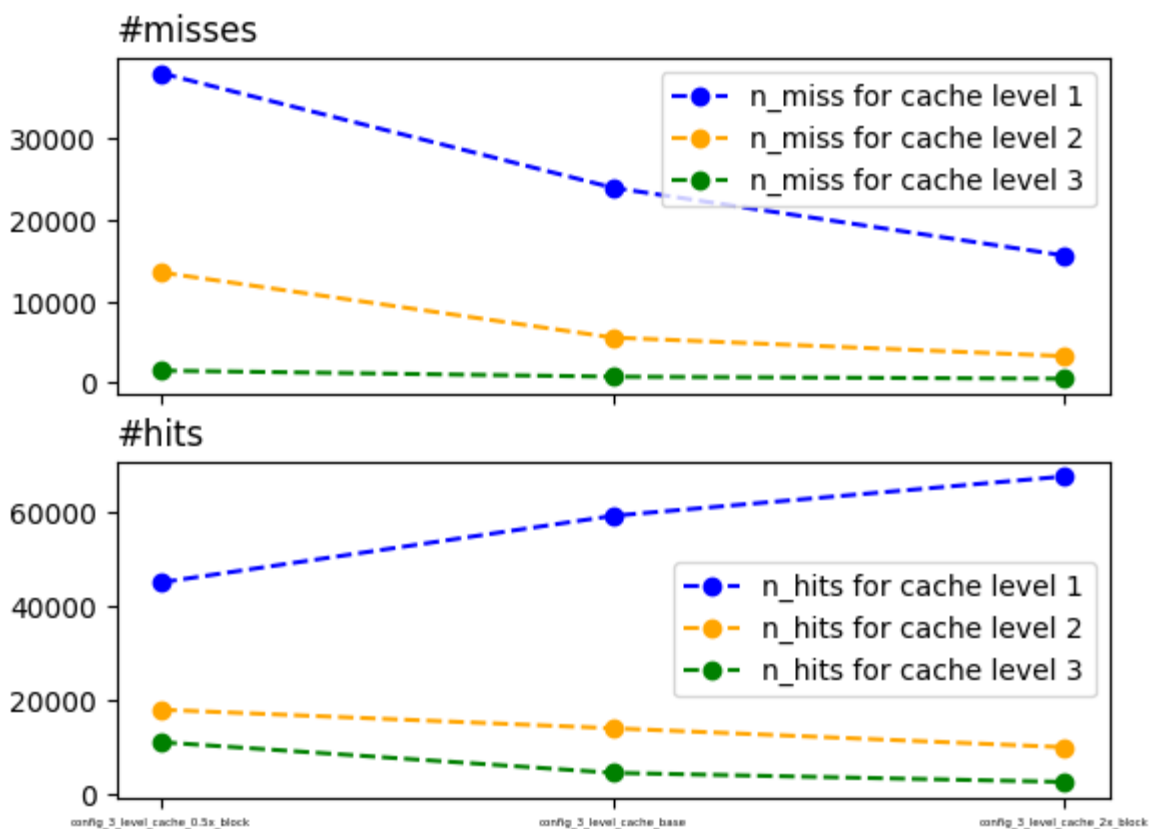 #misses
30000
20000
10000
0
n_miss for cache level 1
n_miss for cache level 2
n_miss for cache level 3
#hits
60000
40000
20000
0
n_hits for cache level 1
n_hits for cache level 2
n_hits for cache level 3
config_3_level_cache_0.5x_block
config_3_level_cache_base
config_3_level_cache_2x_block